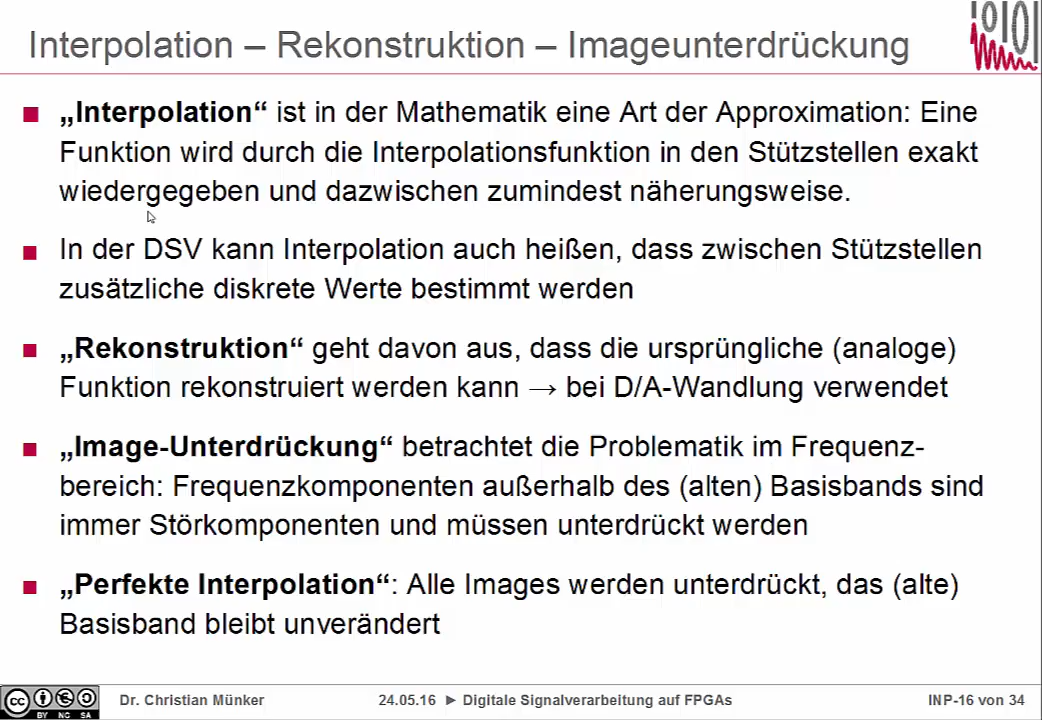 Interpolation – Rekonstruktion – Imageunterdrückung
„Interpolation“ ist in der Mathematik eine Art der Approximation: Eine
Funktion wird durch die Interpolationsfunktion in den Stützstellen exakt
wiedergegeben und dazwischen zumindest näherungsweise.
In der DSV kann Interpolation auch heißen, dass zwischen Stützstellen
zusätzliche diskrete Werte bestimmt werden
„Rekonstruktion“ geht davon aus, dass die ursprüngliche (analoge)
Funktion rekonstruiert werden kann → bei D/A-Wandlung verwendet
„Image-Unterdrückung“ betrachtet die Problematik im Frequenz-
bereich: Frequenzkomponenten außerhalb des (alten) Basisbands sind
immer Störkomponenten und müssen unterdrückt werden
„Perfekte Interpolation“: Alle Images werden unterdrückt, das (alte)
Basisband bleibt unverändert
cc BY NC SA
Dr. Christian Münker
24.05.16 ► Digitale Signalverarbeitung auf FPGAs
INP-16 von 34